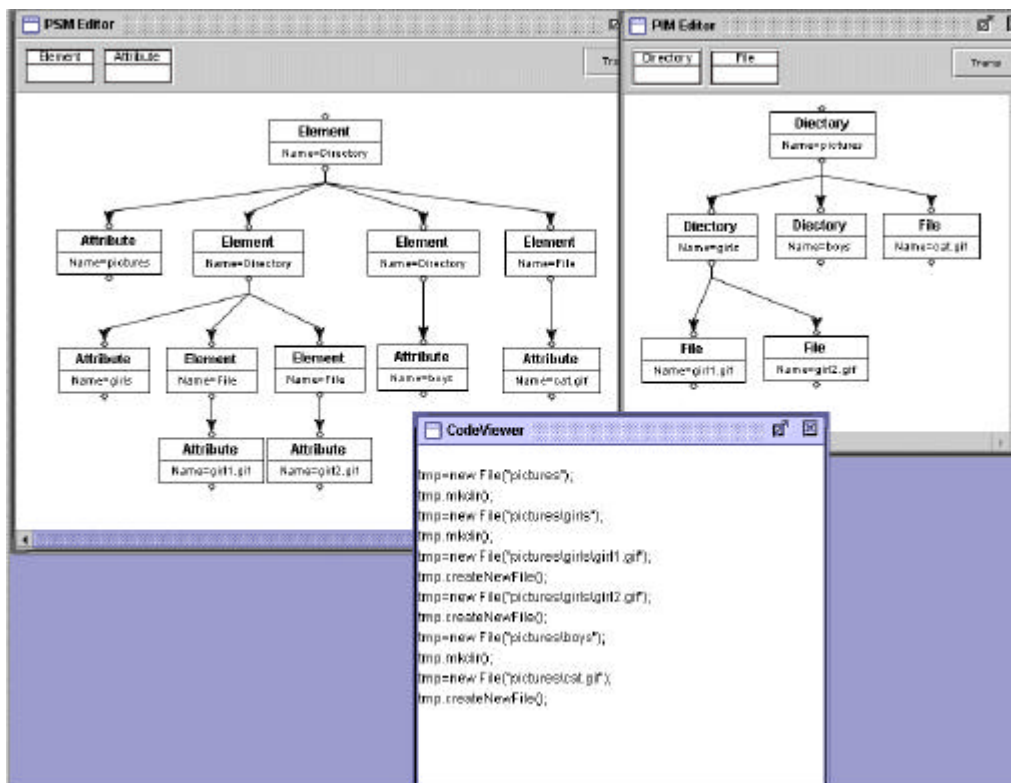 PSM Editor
Element Attribute
Tra
Element
Name=Directory
Attribute Element Element Element
Name=pictures Name=Directory Name=Directory Name=File
Attribute Element Element Attribute Attribute
Name=girls Name=File Name=File Name=boys Name=cat.gif
Attribute Attribute
Name=girl1.gif Name=girl2.gif
PIM Editor
Directory File
Trans
Diectory
Name=pictures
Diectory Diectory File
Name=girls Name=boys Name=cat.gif
File File
Name=girl1.gif Name=girl2.gif
CodeViewer
tmp=new File("pictures");
tmp.mkdir();
tmp=new File("pictures\girls");
tmp.mkdir();
tmp=new File("pictures\girls\girl1.gif");
tmp.createNewFile();
tmp=new File("pictures\girls\girl2.gif");
tmp.createNewFile();
tmp=new File("pictures\boys");
tmp.mkdir();
tmp=new File("pictures\cat.gif");
tmp.createNewFile();